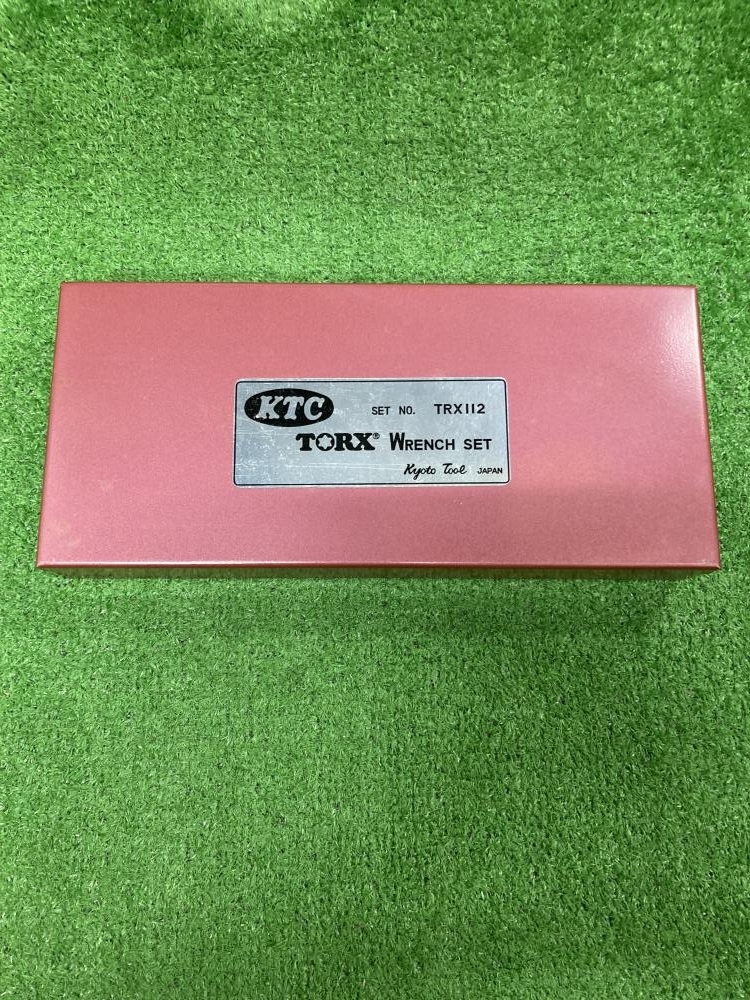 KTC SET NO. TRX112
TORX® WRENCH SET
Kyoto Tool JAPAN